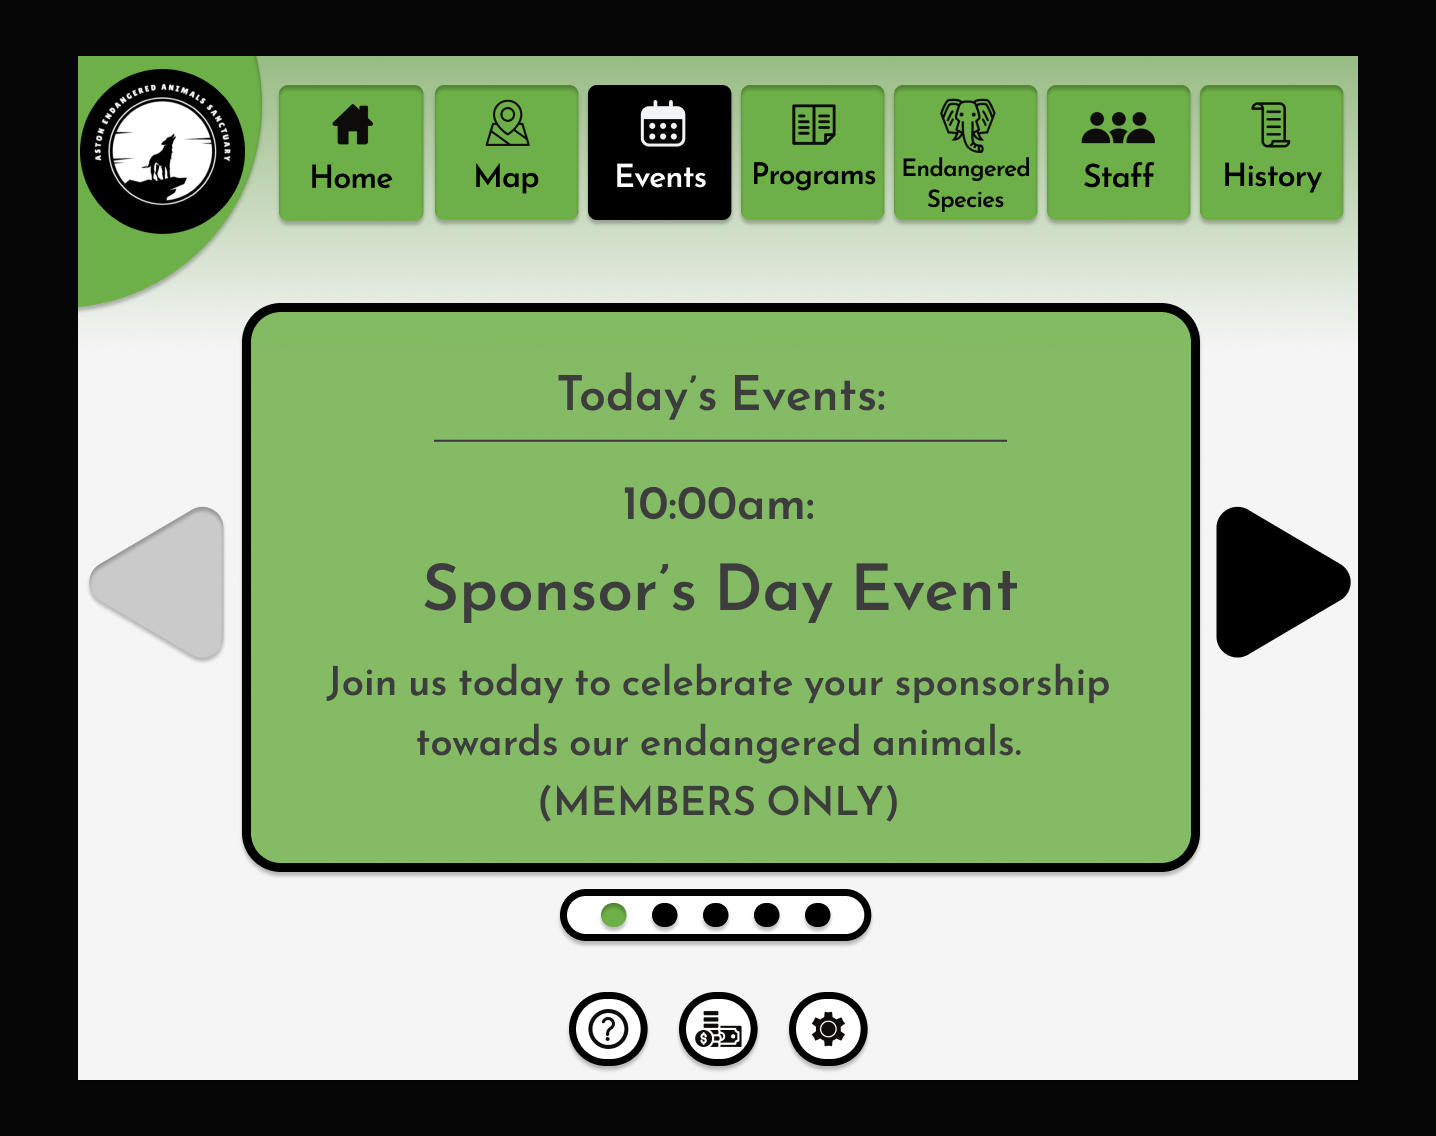 ASTON ENDANGERED ANIMALS SANCTUARY
Home
Map
Events
Programs
Endangered
Species
Staff
History
Today’s Events:
10:00am:
Sponsor’s Day Event
Join us today to celebrate your sponsorship
towards our endangered animals.
(MEMBERS ONLY)
?
$